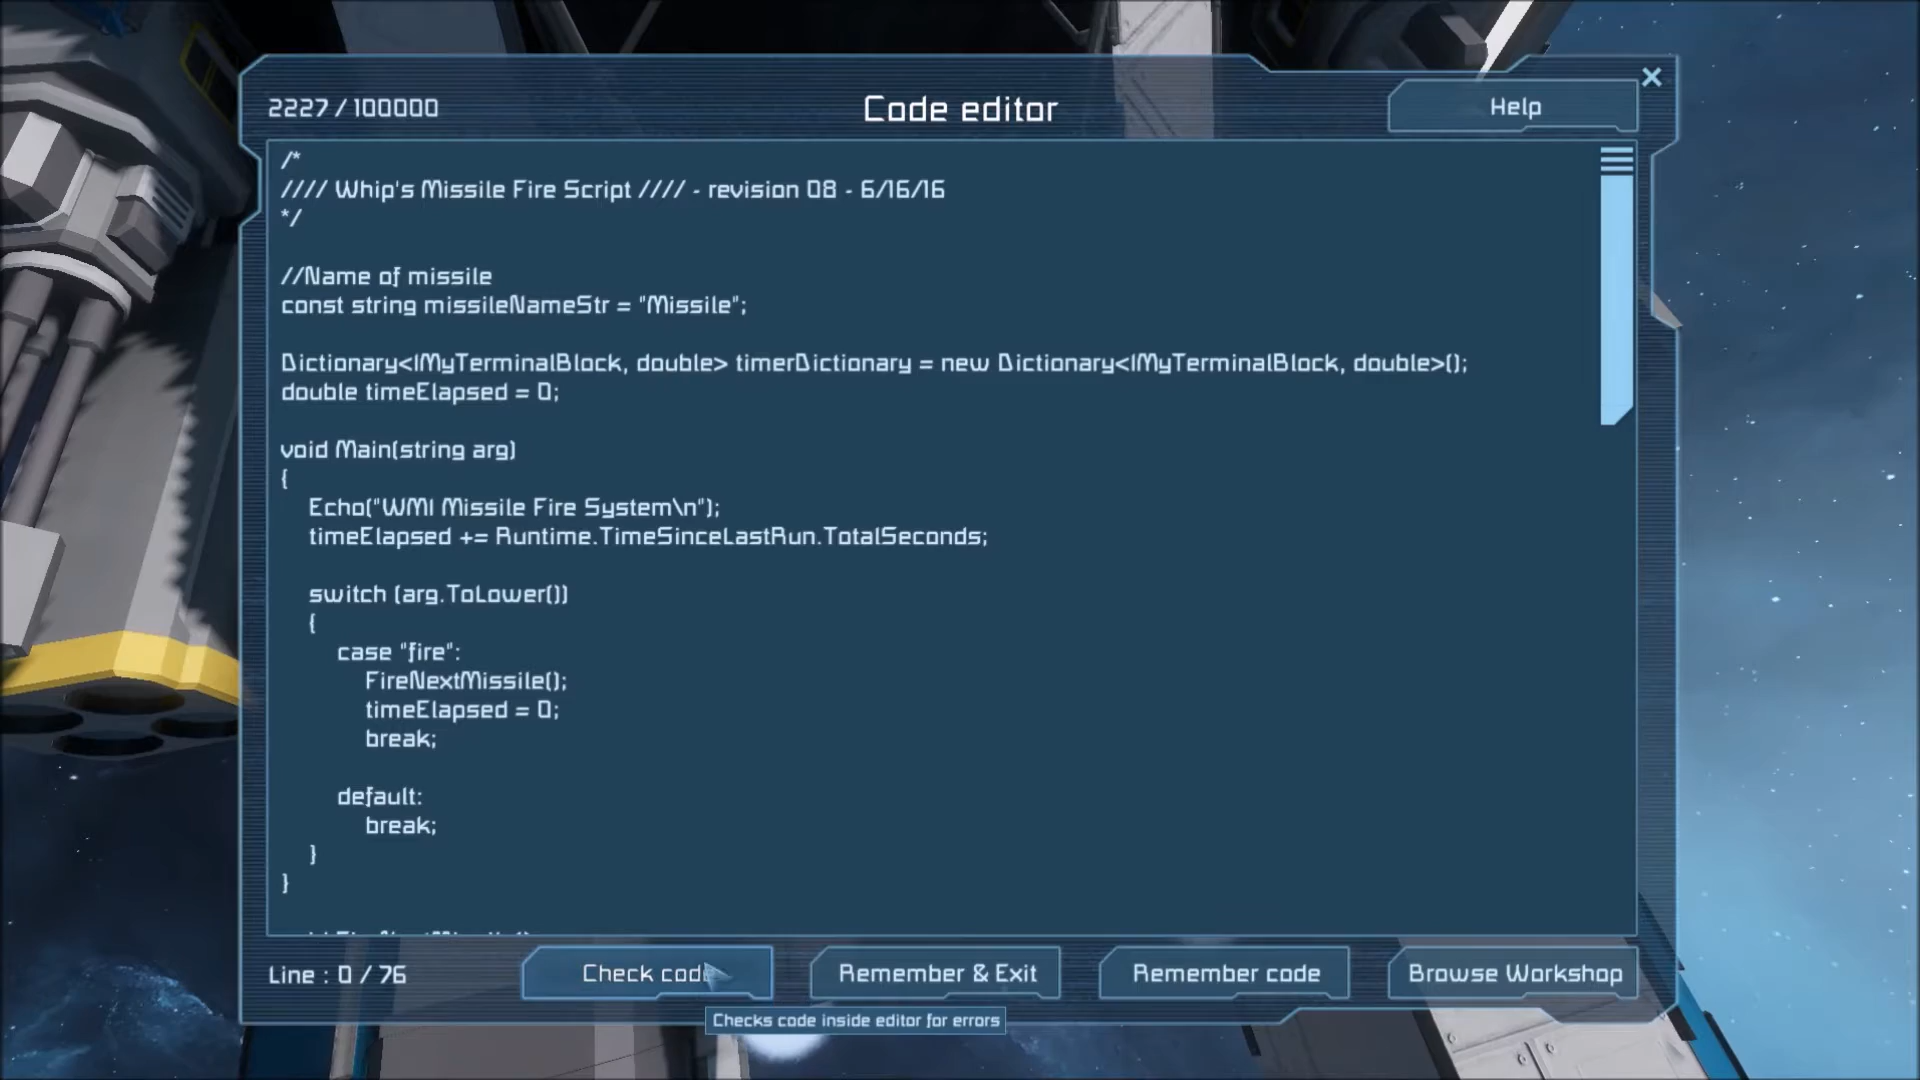 2227 / 100000
Code editor
Help
/*
//// Whip's Missile Fire Script //// - revision 08 - 6/16/16
*/
//Name of missile
const string missileNameStr = "Missile";
Dictionary<IMyTerminalBlock, double> timerDictionary = new Dictionary<IMyTerminalBlock, double>();
double timeElapsed = 0;
void Main(string arg)
{
Echo("WMI Missile Fire System\n");
timeElapsed += Runtime.TimeSinceLastRun.TotalSeconds;
switch (arg.ToLower())
{
case "fire":
FireNextMissile();
timeElapsed = 0;
break;
default:
break;
}
}
Line : 0 / 76
Check code
Remember & Exit
Remember code
Browse Workshop
Checks code inside editor for errors